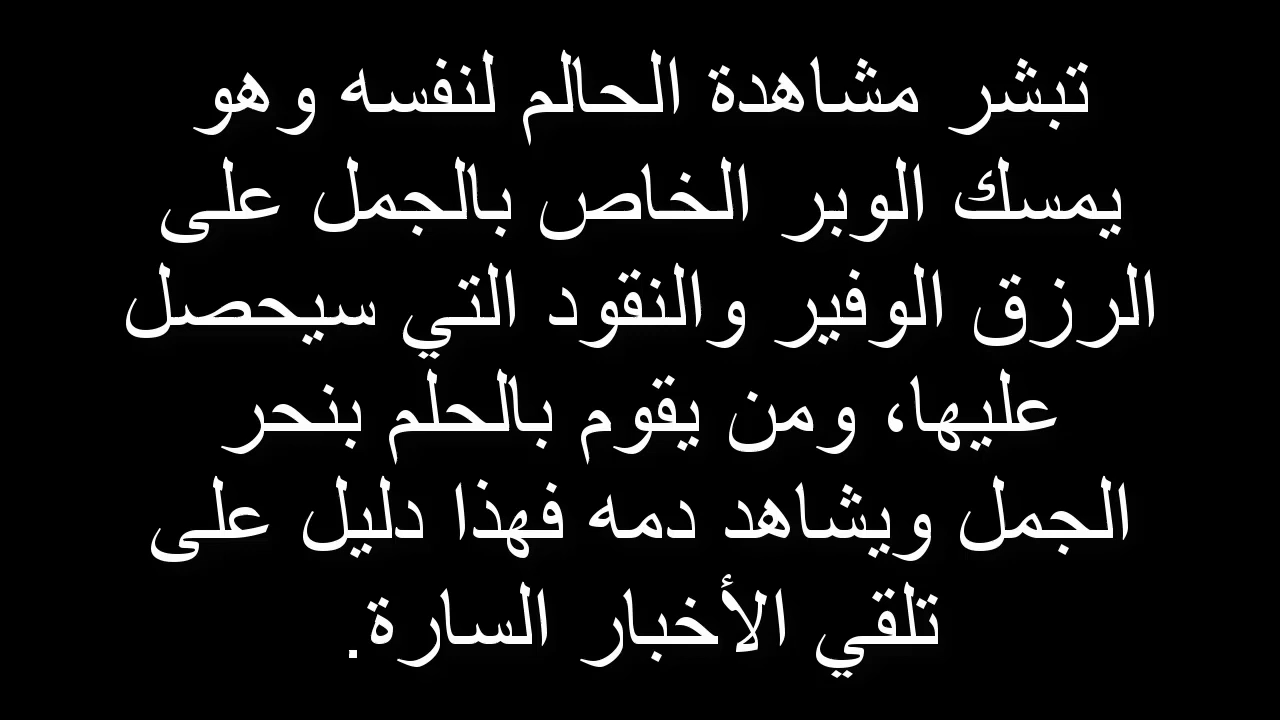 تبشر مشاهدة الحالم لنفسه وهو
يمسك الوبر الخاص بالجمل على
الرزق الوفير والنقود التي سيحصل
عليها، ومن يقوم بالحلم بنحر
الجمل ويشاهد دمه فهذا دليل على
تلقي الأخبار السارة.